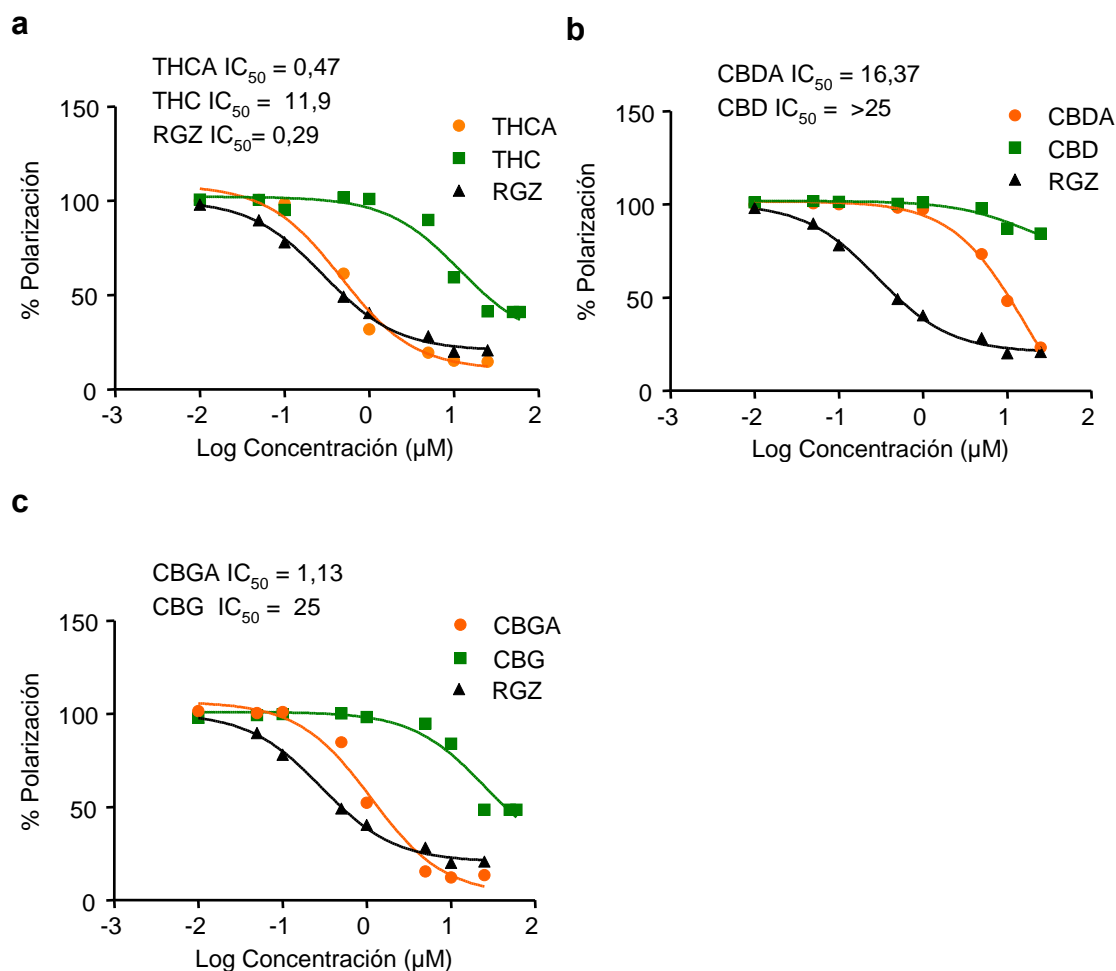 a
THCA IC50 = 0,47
THC IC50 = 11,9
RGZ IC50= 0,29
THCA
THC
RGZ
150
100
50
0
% Polarización
-3 -2 -1 0 1 2
Log Concentración (µM)
b
CBDA IC50 = 16,37
CBD IC50 = >25
CBDA
CBD
RGZ
150
100
50
0
% Polarización
-3 -2 -1 0 1 2
Log Concentración (µM)
c
CBGA IC50 = 1,13
CBG IC50 = 25
CBGA
CBG
RGZ
150
100
50
0
% Polarización
-3 -2 -1 0 1 2
Log Concentración (µM)